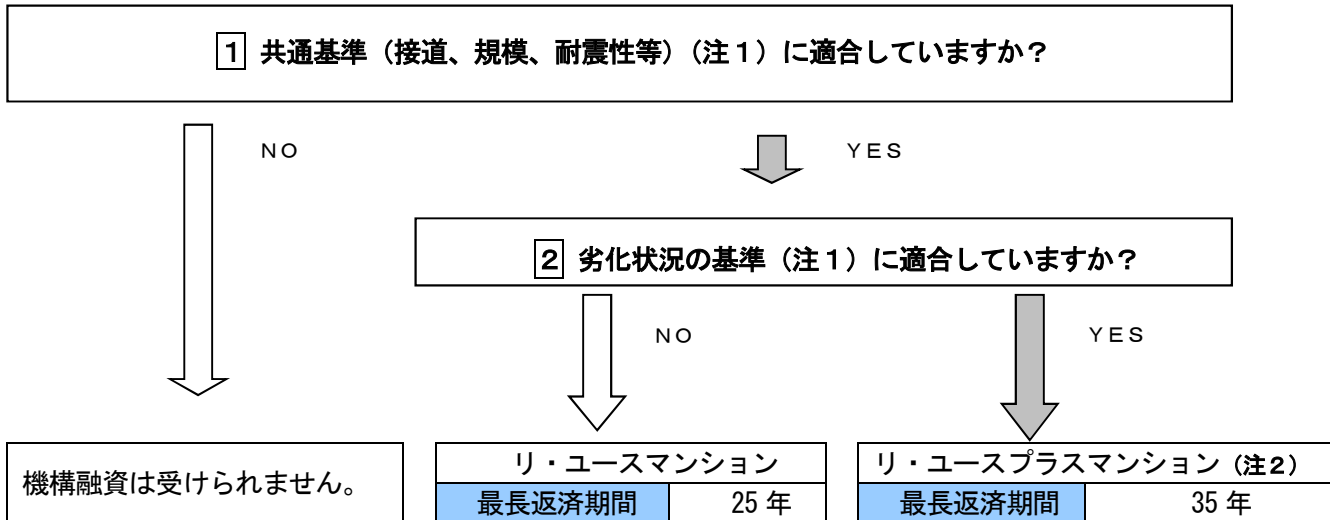 1 共通基準（接道、規模、耐震性等）（注１）に適合していますか？
ＮＯ
ＹＥＳ
2 劣化状況の基準（注１）に適合していますか？
ＮＯ
ＹＥＳ
機構融資は受けられません。
リ・ユースマンション
最長返済期間 25 年
リ・ユースプラスマンション（注２）
最長返済期間 35 年